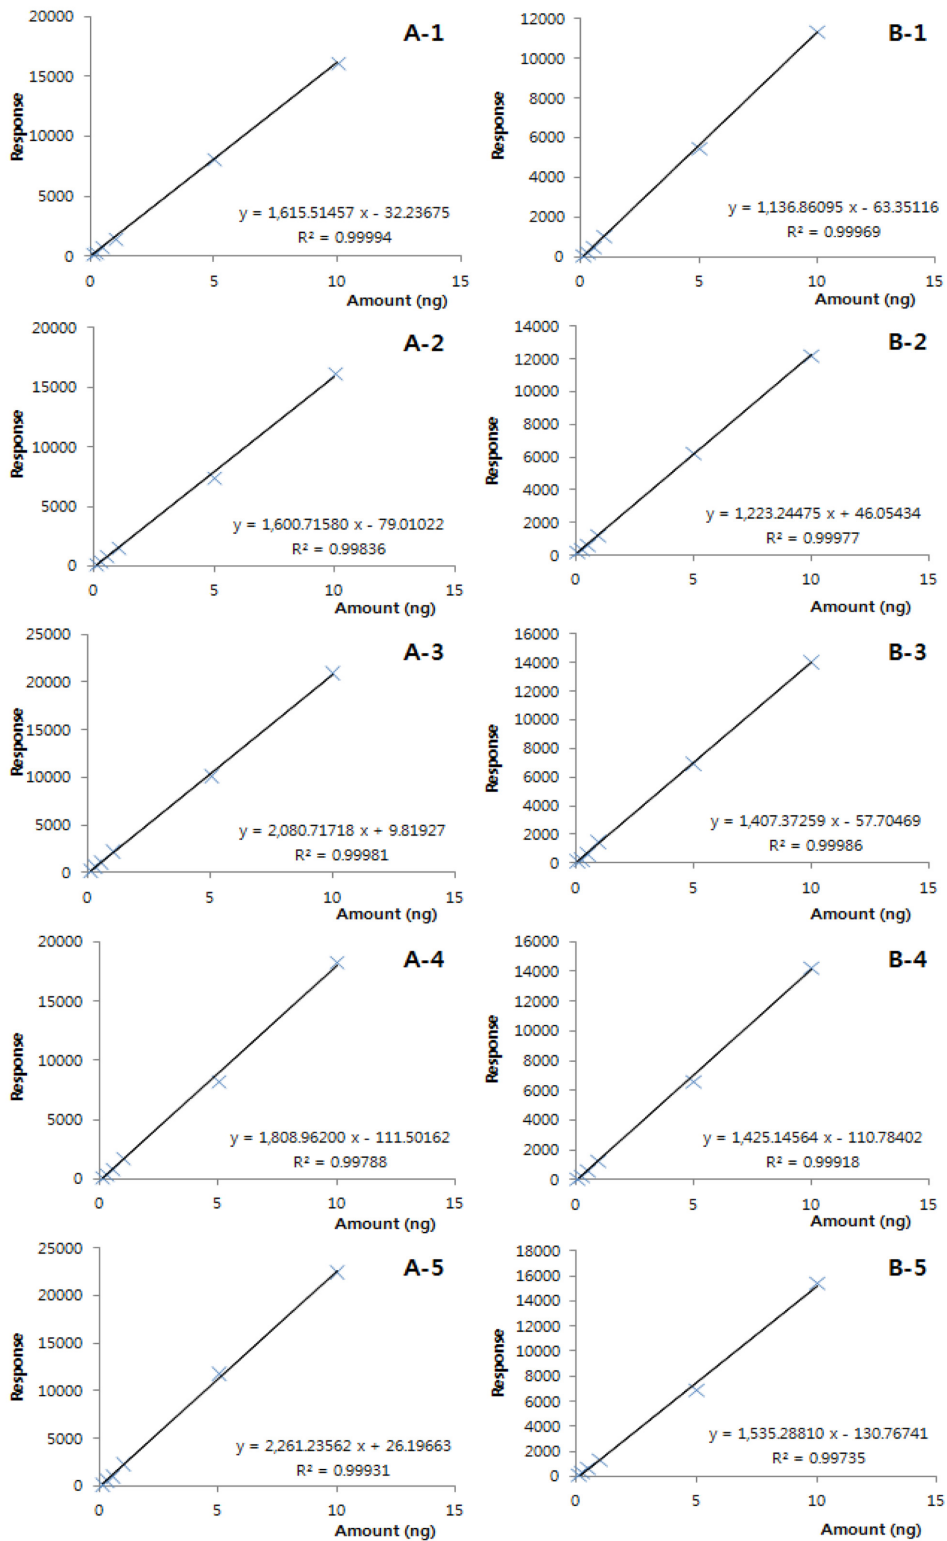 A-1
Response
20000
15000
10000
5000
0
y = 1,615.51457 x - 32.23675
R² = 0.99994
0 5 10 15
Amount (ng)
B-1
Response
12000
10000
8000
6000
4000
2000
0
y = 1,136.86095 x - 63.35116
R² = 0.99969
0 5 10 15
Amount (ng)
A-2
Response
20000
15000
10000
5000
0
y = 1,600.71580 x - 79.01022
R² = 0.99836
0 5 10 15
Amount (ng)
B-2
Response
14000
12000
10000
8000
6000
4000
2000
0
y = 1,223.24475 x + 46.05434
R² = 0.99977
0 5 10 15
Amount (ng)
A-3
Response
25000
20000
15000
10000
5000
0
y = 2,080.71718 x + 9.81927
R² = 0.99981
0 5 10 15
Amount (ng)
B-3
Response
16000
14000
12000
10000
8000
6000
4000
2000
0
y = 1,407.37259 x - 57.70469
R² = 0.99986
0 5 10 15
Amount (ng)
A-4
Response
20000
15000
10000
5000
0
y = 1,808.96200 x - 111.50162
R² = 0.99788
0 5 10 15
Amount (ng)
B-4
Response
16000
14000
12000
10000
8000
6000
4000
2000
0
y = 1,425.14564 x - 110.78402
R² = 0.99918
0 5 10 15
Amount (ng)
A-5
Response
25000
20000
15000
10000
5000
0
y = 2,261.23562 x + 26.19663
R² = 0.99931
0 5 10 15
Amount (ng)
B-5
Response
18000
16000
14000
12000
10000
8000
6000
4000
2000
0
y = 1,535.28810 x - 130.76741
R² = 0.99735
0 5 10 15
Amount (ng)